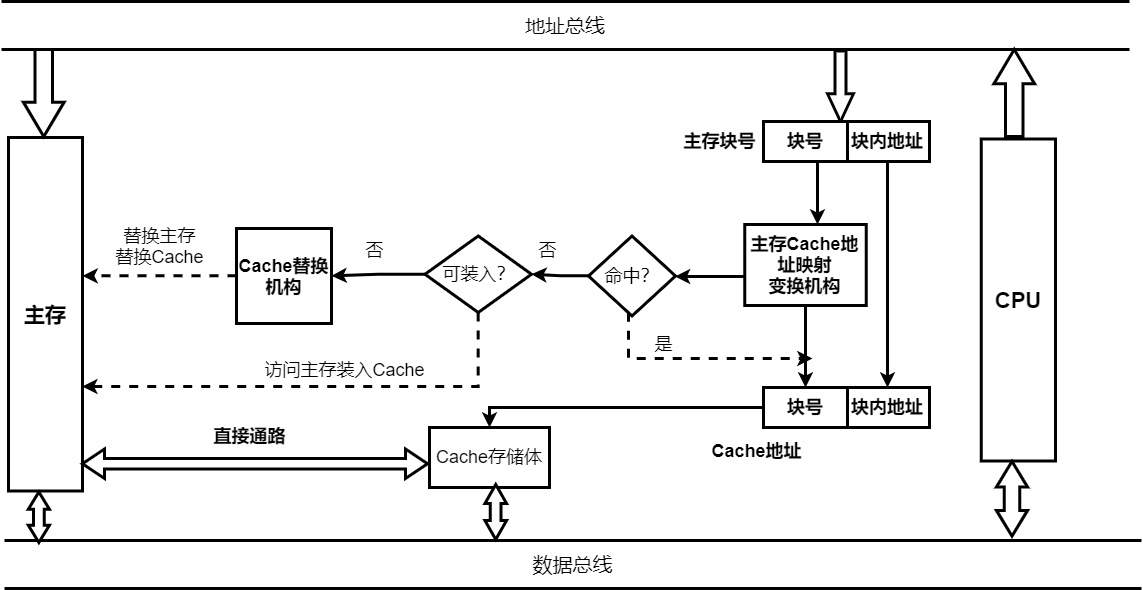 地址总线
主存块号
块号
块内地址
替换主存
替换Cache
否
否
Cache替换
机构
可装入?
命中?
主存Cache地
址映射
变换机构
主存
CPU
是
访问主存装入Cache
块号
块内地址
直接通路
Cache存储体
Cache地址
数据总线